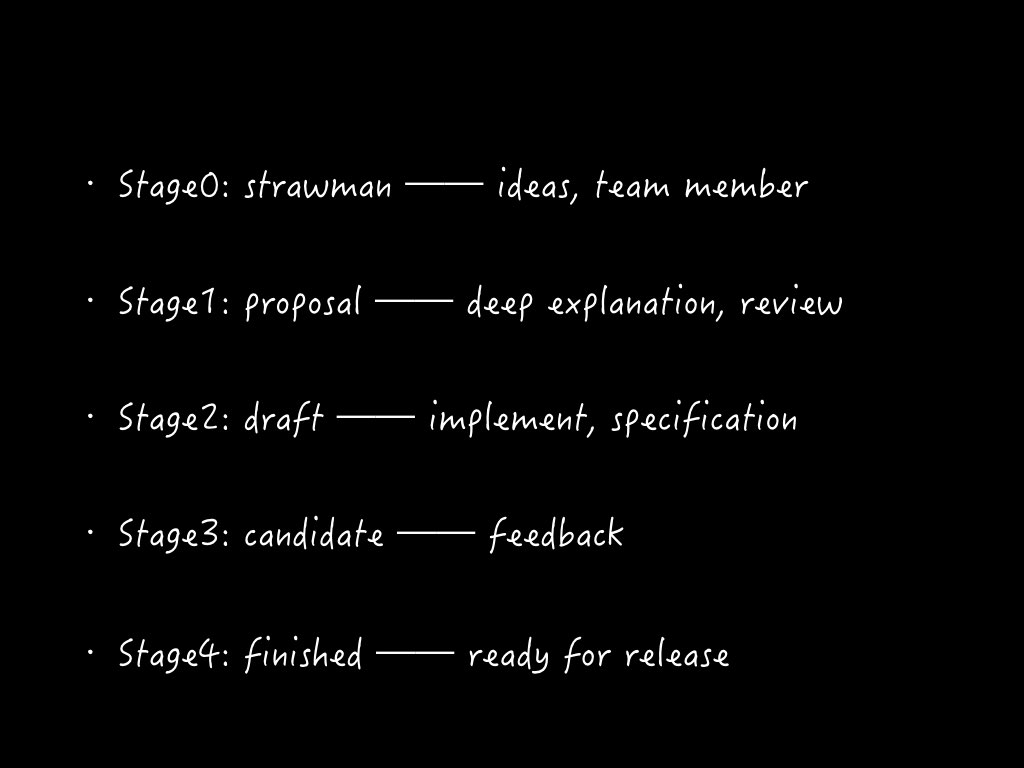 · Stage0: strawman —— ideas, team member
· Stage1: proposal —— deep explanation, review
· Stage2: draft —— implement, specification
· Stage3: candidate —— feedback
· Stage4: finished —— ready for release